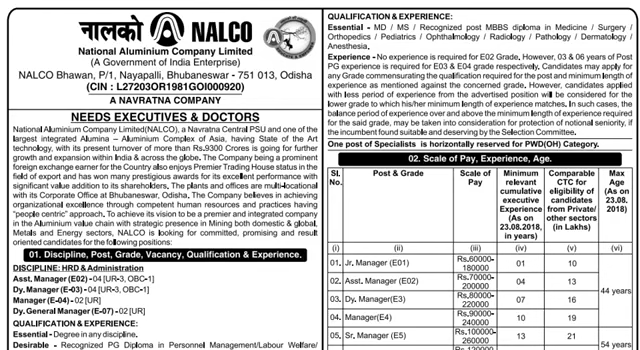 नालको NALCO
National Aluminium Company Limited
(A Government of India Enterprise)
NALCO Bhawan, P/1, Nayapalli, Bhubaneswar - 751 013, Odisha
(CIN : L27203OR1981GOI000920)
A NAVRATNA COMPANY
NEEDS EXECUTIVES & DOCTORS
National Aluminium Company Limited(NALCO), a Navratna Central PSU and one of the
largest integrated Alumina – Aluminium Complex of Asia, having State of the Art
technology, with its present turnover of more than Rs.9300 Crores is going for further
growth and expansion within India & across the globe. The Company being a prominent
foreign exchange earner for the Country also enjoys Premier Trading House status in the
field of export and has won many prestigious awards for its excellent performance with
significant value addition to its shareholders. The plants and offices are multi-locational
with its Corporate Office at Bhubaneswar, Odisha. The Company believes in achieving
organizational excellence through competent human resources and practices having
"people centric" approach. To achieve its vision to be a premier and integrated company
in the Aluminium value chain with strategic presence in Mining both domestic & global,
Metals and Energy sectors, NALCO is looking for committed, promising and result
oriented candidates for the following positions:
01. Discipline, Post, Grade, Vacancy, Qualification & Experience.
DISCIPLINE: HRD & Administration
Asst. Manager (E02) - 04 [UR-3, OBC-1]
Dy. Manager (E-03) - 04 [UR-3, OBC-1]
Manager (E-04) - 02 [UR]
Dy. General Manager (E-07) - 02 [UR]
QUALIFICATION & EXPERIENCE:
Essential - Degree in any discipline.
Desirable - Recognized PG Diploma in Personnel Management/Labour Welfare/
QUALIFICATION & EXPERIENCE:
Essential - MD / MS / Recognized post MBBS diploma in Medicine / Surgery /
Orthopedics / Pediatrics / Ophthalmology / Radiology / Pathology / Dermatology /
Anesthesia.
Experience - No experience is required for E02 Grade. However, 03 & 06 years of Post
PG experience is required for E03 & E04 grade respectively. Candidates may apply for
any Grade commensurating the qualification required for the post and minimum length of
experience as mentioned against the concerned grade. However, candidates applied
with less period of experience from the advertised position will be considered for the
lower grade to which his/her minimum length of experience matches. In such cases, the
balance period of experience over and above the minimum length of experience required
for the said grade, may be taken into consideration for protection of notional seniority, if
the incumbent found suitable and deserving by the Selection Committee.
One post of Specialists is horizontally reserved for PWD(OH) Category.
02. Scale of Pay, Experience, Age.
Sl. No. Post & Grade Scale of Pay Minimum relevant cumulative executive Experience (As on 23.08.2018, in years) Comparable CTC for eligibility of candidates from Private/ other sectors (in Lakhs) Max Age (As on 23.08. 2018)
(i) (ii) (iii) (iv) (v) (vi)
01. Jr. Manager (E01) Rs.60000-180000 01 10
02. Asst. Manager (E02) Rs.70000-200000 04 13 44 years
03. Dy. Manager(E3) Rs.80000-220000 07 16
04. Manager(E4) Rs.90000-240000 10 19
05. Sr. Manager (E5) Rs.100000-260000 13 21
Rs.120000 54 years